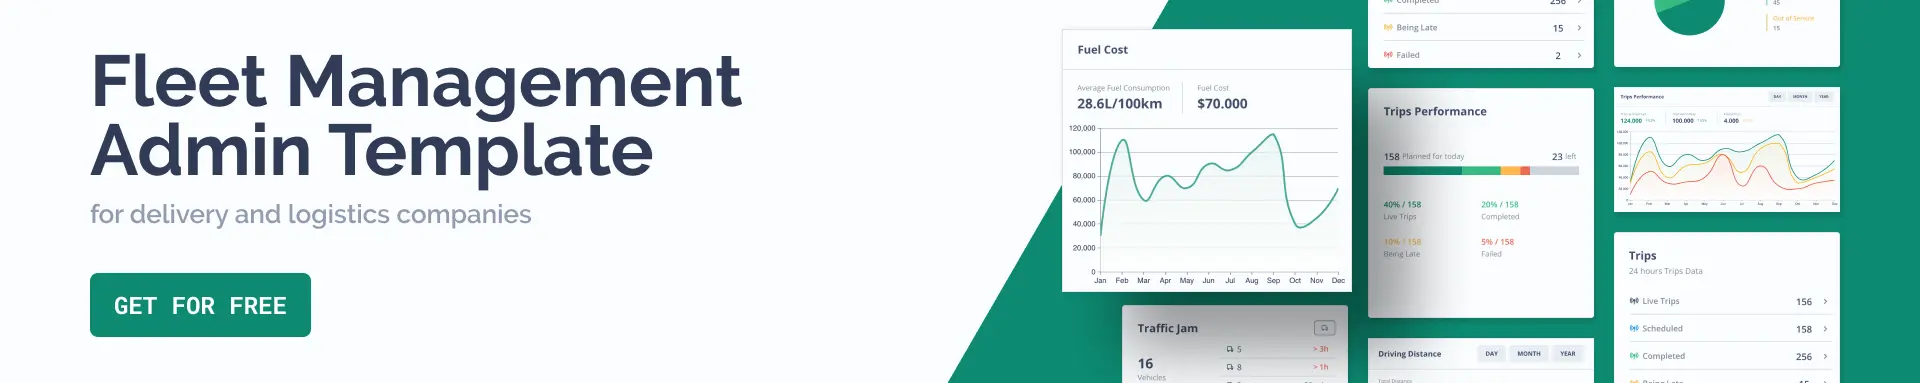 Fleet Management
Admin Template
for delivery and logistics companies
GET FOR FREE
Fuel Cost
Average Fuel Consumption
28.6L/100km
Fuel Cost
$70.000
120,000
100,000
80.000
60,000
40,000
20.000
0
Jan Feb Mar Apr May Jun Jul Aug Sep Oct Nov Dec
Traffic Jam
16
Vehicles
5 > 3h
8 > 1h
Completed 256
Being Late 15
Failed 2
Trips Performance
158 Planned for today 23 left
40% / 158
Live Trips
20% / 158
Completed
10% / 158
Being Late
5% / 158
Failed
Driving Distance DAY MONTH YEAR
Total Distance
45
Out of Service
15
Trips Performance DAY MONTH YEAR
124.000 100.000 4.000
Trips
24 hours Trips Data
Live Trips 156
Scheduled 158
Completed 256